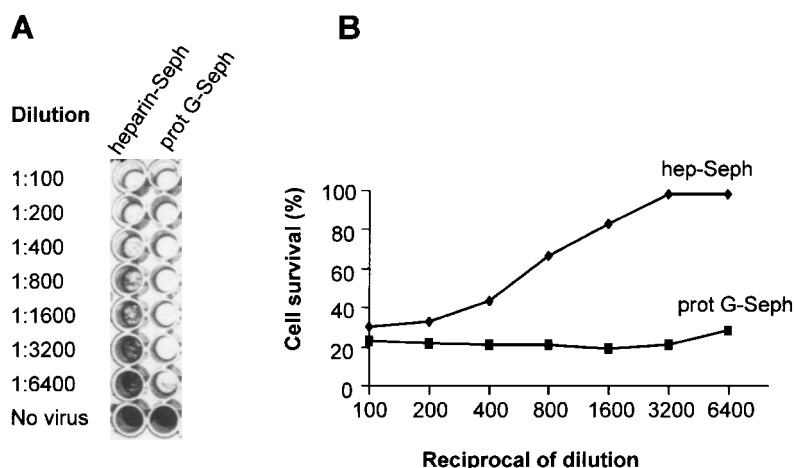 A
B
Dilution
heparin-Seph
prot G-Seph
1:100
1:200
1:400
1:800
1:1600
1:3200
1:6400
No virus
Cell survival (%)
100
80
60
40
20
0
hep-Seph
prot G-Seph
100 200 400 800 1600 3200 6400
Reciprocal of dilution